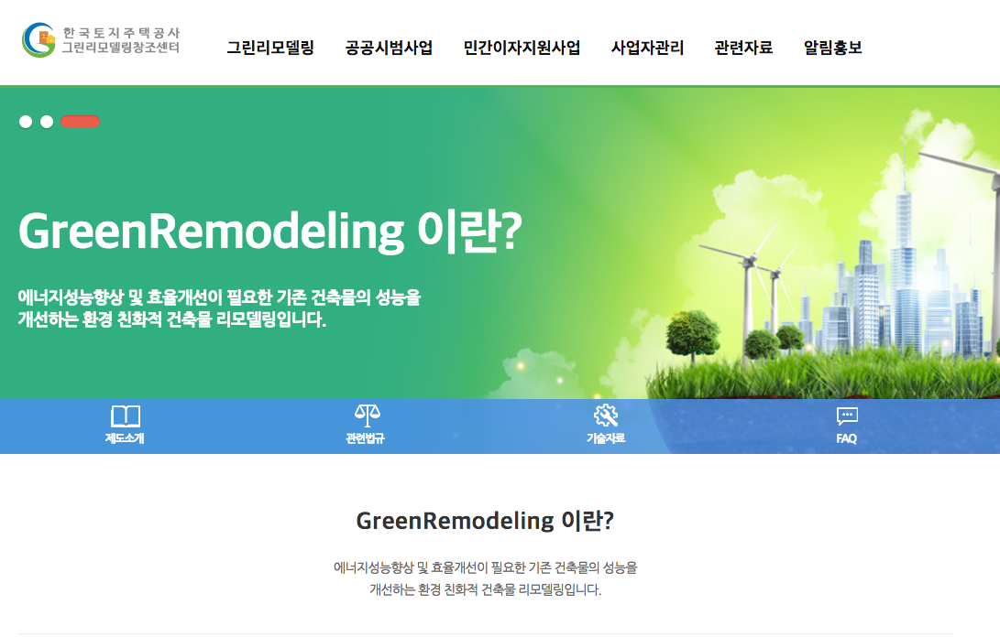 한국토지주택공사
그린리모델링창조센터
그린리모델링 공공시범사업 민간이자지원사업 사업자관리 관련자료 알림홍보
GreenRemodeling 이란?
에너지성능향상 및 효율개선이 필요한 기존 건축물의 성능을
개선하는 환경 친화적 건축물 리모델링입니다.
제도소개 관련법규 기술자료 FAQ
GreenRemodeling 이란?
에너지성능향상 및 효율개선이 필요한 기존 건축물의 성능을
개선하는 환경 친화적 건축물 리모델링입니다.